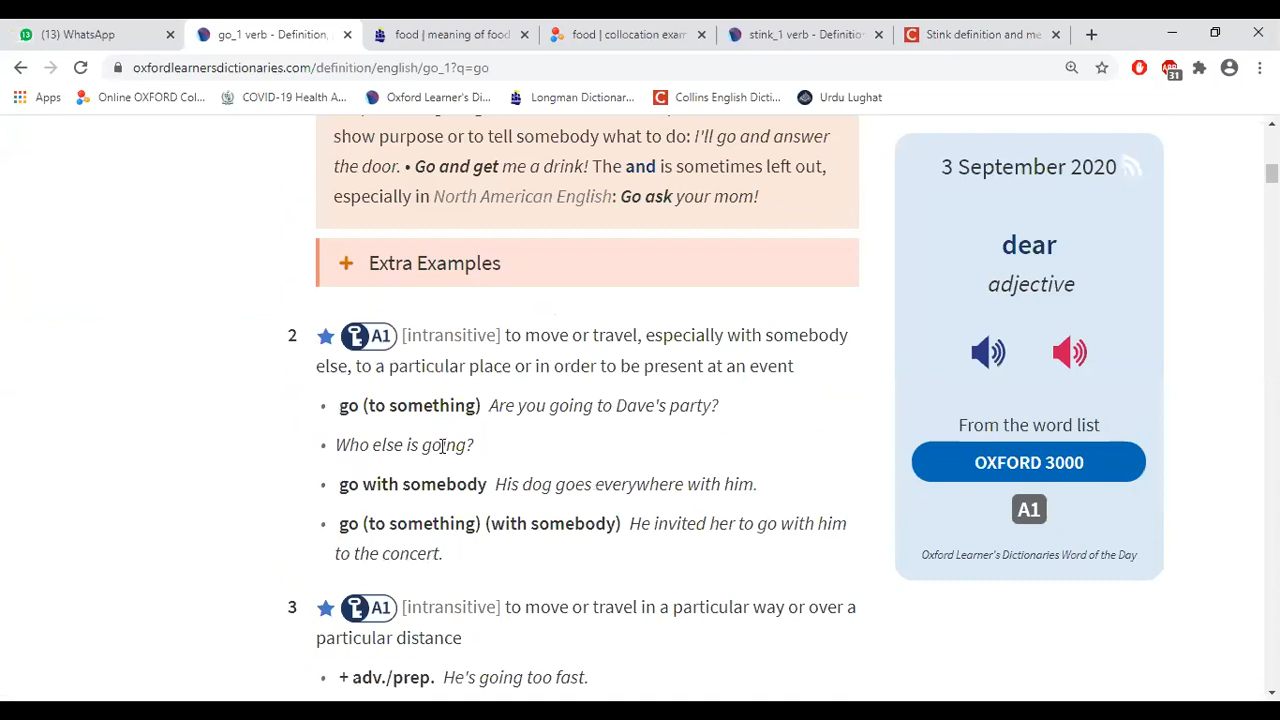 (13) WhatsApp
go_1 verb - Definition,
food | meaning of food
food | collocation exam
stink_1 verb - Definitio
Stink definition and me
oxfordlearnersdictionaries.com/definition/english/go_1?q=go
31
Apps
Online OXFORD Col...
COVID-19 Health A...
Oxford Learner's Di...
Longman Dictionar...
Collins English Dicti...
Urdu Lughat
show purpose or to tell somebody what to do: I'll go and answer
the door. • Go and get me a drink! The and is sometimes left out,
especially in North American English: Go ask your mom!
+ Extra Examples
2 A1 [intransitive] to move or travel, especially with somebody
else, to a particular place or in order to be present at an event
• go (to something) Are you going to Dave's party?
• Who else is going?
• go with somebody His dog goes everywhere with him.
• go (to something) (with somebody) He invited her to go with him
to the concert.
3 A1 [intransitive] to move or travel in a particular way or over a
particular distance
• + adv./prep. He's going too fast.
3 September 2020
dear
adjective
From the word list
OXFORD 3000
A1
Oxford Learner's Dictionaries Word of the Day